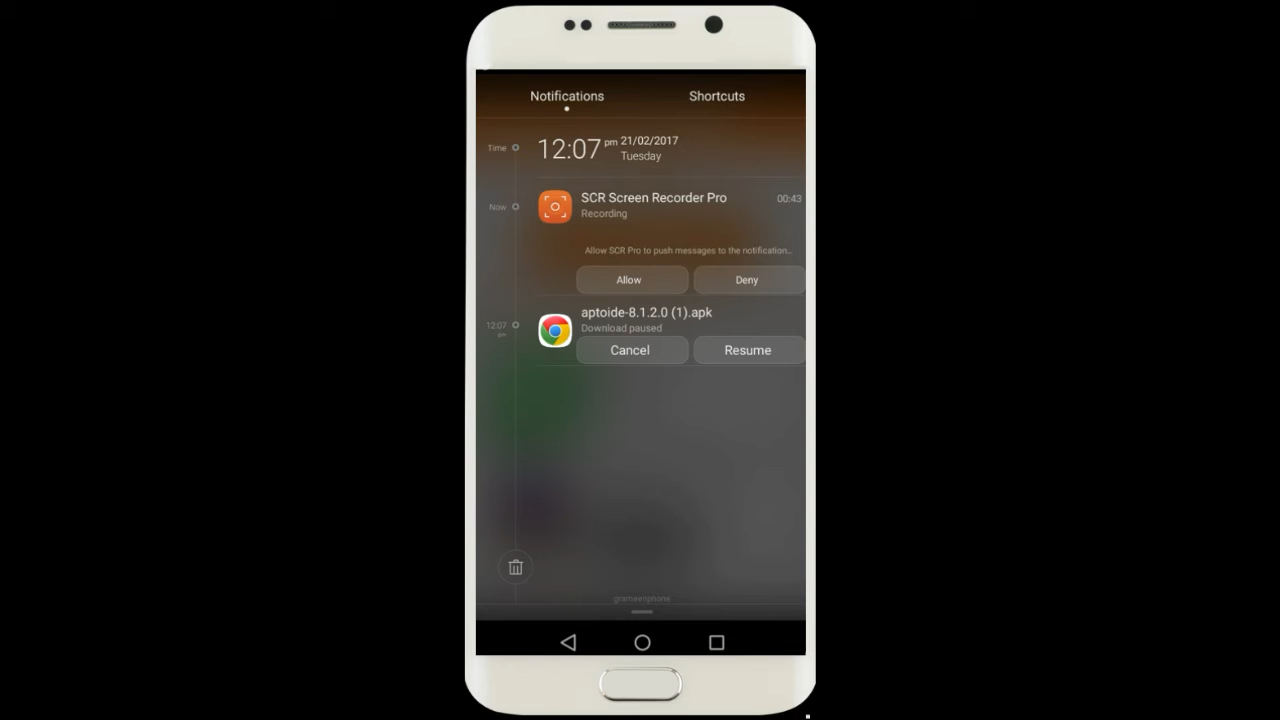 Notifications
Shortcuts
Time
12:07 pm
21/02/2017
Tuesday
Now
SCR Screen Recorder Pro
00:43
Recording
Allow SCR Pro to push messages to the notification..
Allow
Deny
12:07
pm
aptoide-8.1.2.0 (1).apk
Download paused
Cancel
Resume
grameenphone